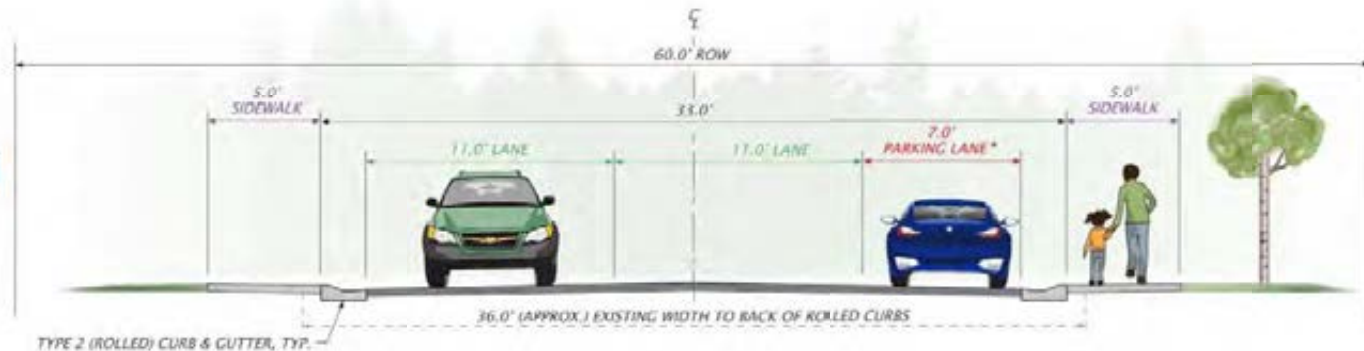 ℄
60.0' ROW
5.0'
SIDEWALK
33.0'
5.0'
SIDEWALK
11.0' LANE
11.0' LANE
7.0'
PARKING LANE*
36.0' (APPROX.) EXISTING WIDTH TO BACK OF ROLLED CURBS
TYPE 2 (ROLLED) CURB & GUTTER, TYP.